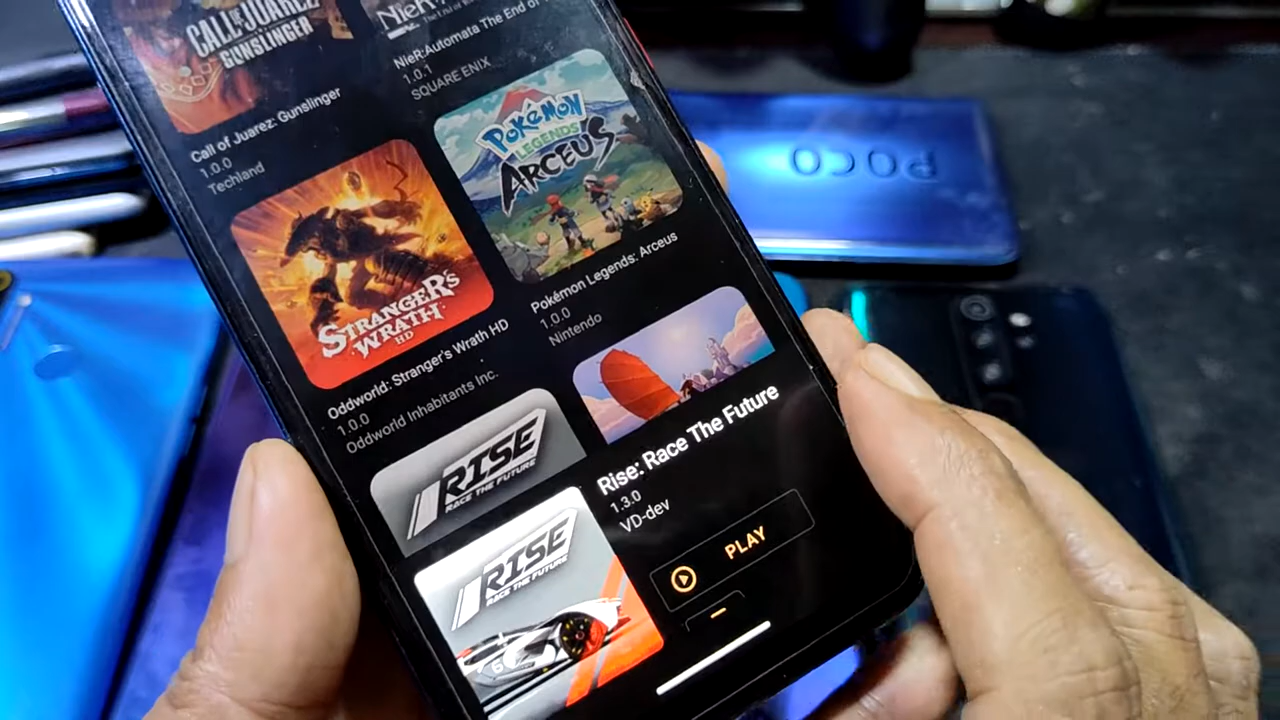 CALL OF JUAREZ
GUNSLINGER
Call of Juarez: Gunslinger
1.0.0
Techland
NieR:Automata The End of
1.0.1
SQUARE ENIX
STRANGER'S
WRATH
HD
Oddworld: Stranger's Wrath HD
1.0.0
Oddworld Inhabitants Inc.
POKÉMON
LEGENDS
ARCEUS
Pokémon Legends: Arceus
1.0.0
Nintendo
RISE
RACE THE FUTURE
RISE
RACE THE FUTURE
6
Rise: Race The Future
1.3.0
VD-dev
PLAY
POCO